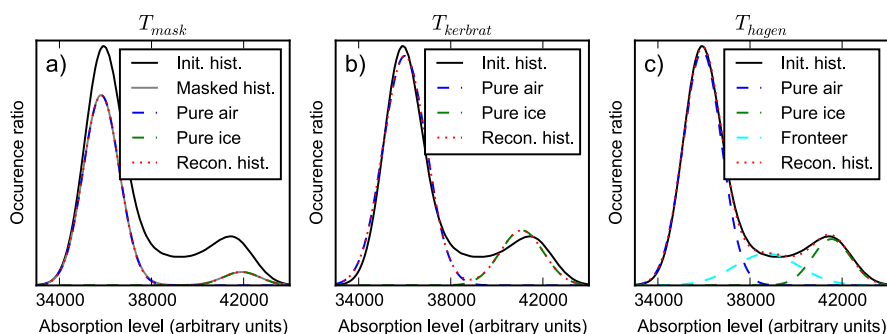 T_mask
a)
Init. hist.
Masked hist.
Pure air
Pure ice
Recon. hist.
Occurence ratio
34000 38000 42000
Absorption level (arbitrary units)
T_kerbrat
b)
Init. hist.
Pure air
Pure ice
Recon. hist.
Occurence ratio
34000 38000 42000
Absorption level (arbitrary units)
T_hagen
c)
Init. hist.
Pure air
Pure ice
Fronteer
Recon. hist.
Occurence ratio
34000 38000 42000
Absorption level (arbitrary units)